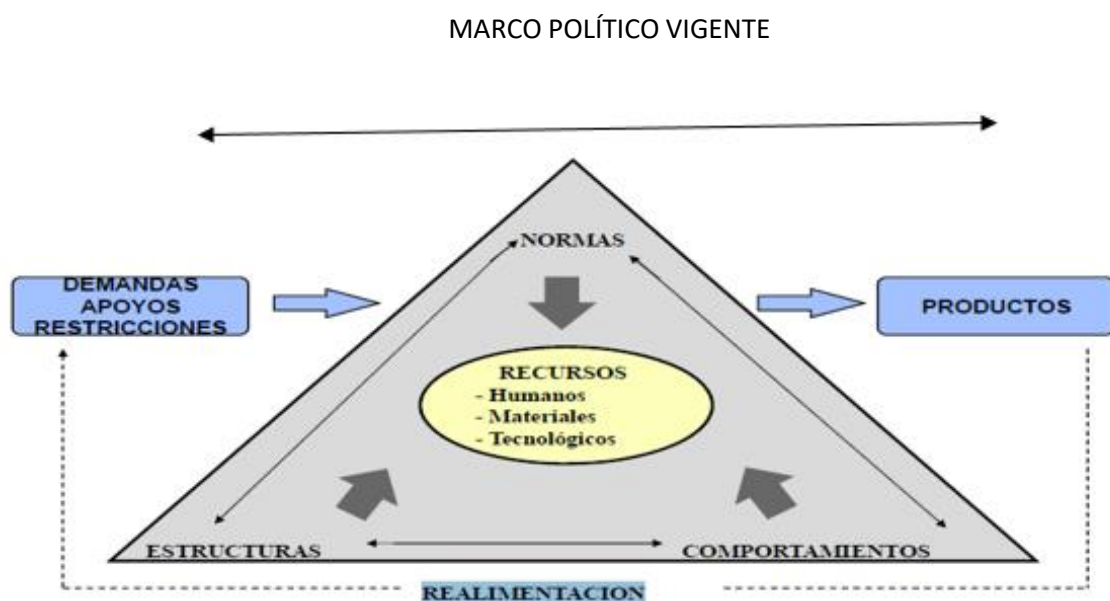 MARCO POLÍTICO VIGENTE
NORMAS
DEMANDAS
APOYOS
RESTRICCIONES
PRODUCTOS
RECURSOS
- Humanos
- Materiales
- Tecnológicos
ESTRUCTURAS
COMPORTAMIENTOS
REALIMENTACION